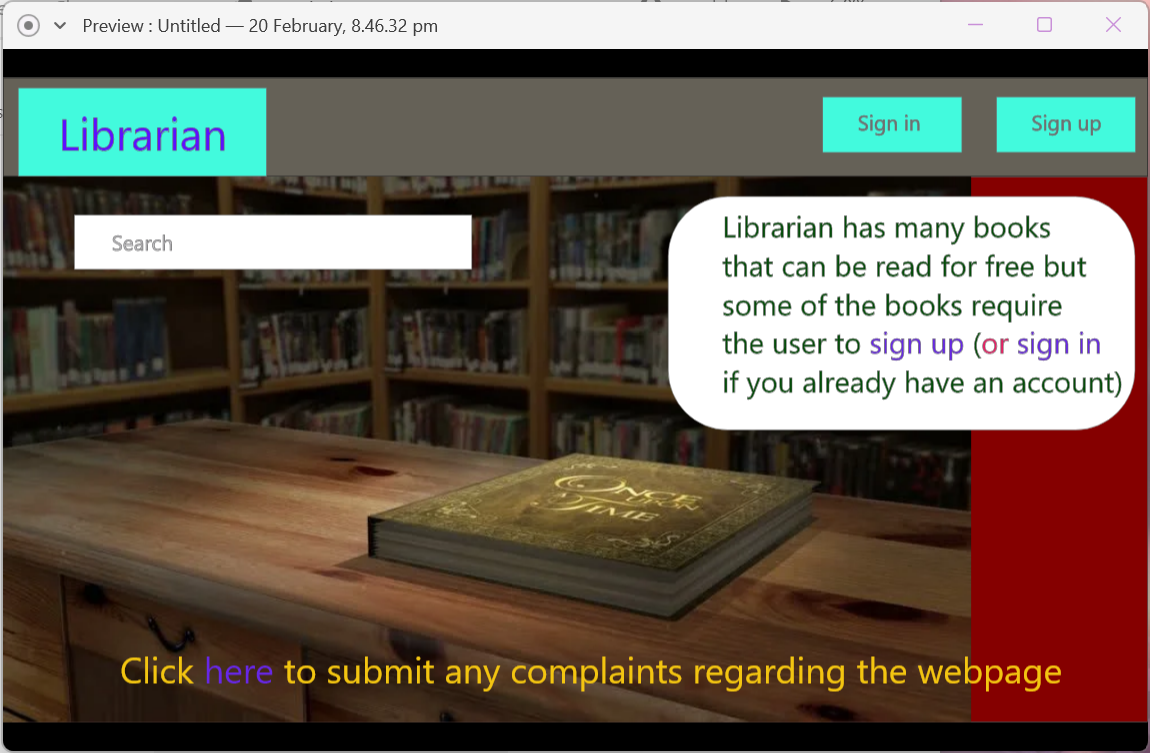 Preview : Untitled — 20 February, 8.46.32 pm
Librarian
Sign in
Sign up
Search
Librarian has many books
that can be read for free but
some of the books require
the user to sign up (or sign in
if you already have an account)
ONCE
UPON
TIME
Click here to submit any complaints regarding the webpage